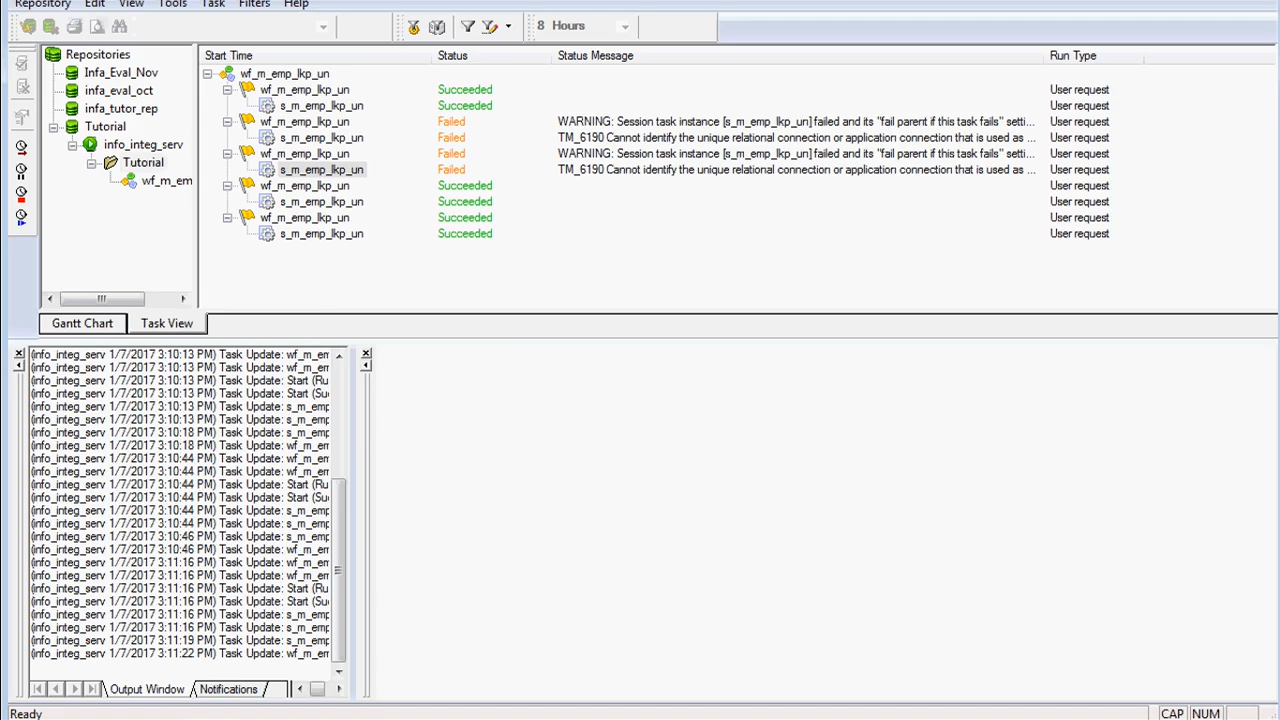 Repository Edit View Tools Task Filters Help
8 Hours
Repositories
Infa_Eval_Nov
infa_eval_oct
infa_tutor_rep
Tutorial
info_integ_serv
Tutorial
wf_m_em
Start Time Status Status Message Run Type
wf_m_emp_lkp_un
wf_m_emp_lkp_un Succeeded User request
s_m_emp_lkp_un Succeeded User request
wf_m_emp_lkp_un Failed WARNING: Session task instance [s_m_emp_lkp_un] failed and its "fail parent if this task fails" setti... User request
s_m_emp_lkp_un Failed TM_6190 Cannot identify the unique relational connection or application connection that is used as ... User request
wf_m_emp_lkp_un Failed WARNING: Session task instance [s_m_emp_lkp_un] failed and its "fail parent if this task fails" setti... User request
s_m_emp_lkp_un Failed TM_6190 Cannot identify the unique relational connection or application connection that is used as ... User request
wf_m_emp_lkp_un Succeeded User request
s_m_emp_lkp_un Succeeded User request
wf_m_emp_lkp_un Succeeded User request
s_m_emp_lkp_un Succeeded User request
Gantt Chart Task View
(info_integ_serv 1/7/2017 3:10:13 PM) Task Update: wf_m_em
(info_integ_serv 1/7/2017 3:10:13 PM) Task Update: wf_m_em
(info_integ_serv 1/7/2017 3:10:13 PM) Task Update: Start (Ru
(info_integ_serv 1/7/2017 3:10:13 PM) Task Update: Start (Su
(info_integ_serv 1/7/2017 3:10:13 PM) Task Update: s_m_emp
(info_integ_serv 1/7/2017 3:10:13 PM) Task Update: s_m_emp
(info_integ_serv 1/7/2017 3:10:18 PM) Task Update: s_m_emp
(info_integ_serv 1/7/2017 3:10:18 PM) Task Update: wf_m_em
(info_integ_serv 1/7/2017 3:10:44 PM) Task Update: wf_m_em
(info_integ_serv 1/7/2017 3:10:44 PM) Task Update: wf_m_em
(info_integ_serv 1/7/2017 3:10:44 PM) Task Update: Start (Ru
(info_integ_serv 1/7/2017 3:10:44 PM) Task Update: Start (Su
(info_integ_serv 1/7/2017 3:10:44 PM) Task Update: s_m_emp
(info_integ_serv 1/7/2017 3:10:44 PM) Task Update: s_m_emp
(info_integ_serv 1/7/2017 3:10:46 PM) Task Update: s_m_emp
(info_integ_serv 1/7/2017 3:10:46 PM) Task Update: wf_m_em
(info_integ_serv 1/7/2017 3:11:16 PM) Task Update: wf_m_em
(info_integ_serv 1/7/2017 3:11:16 PM) Task Update: wf_m_em
(info_integ_serv 1/7/2017 3:11:16 PM) Task Update: Start (Ru
(info_integ_serv 1/7/2017 3:11:16 PM) Task Update: Start (Su
(info_integ_serv 1/7/2017 3:11:16 PM) Task Update: s_m_emp
(info_integ_serv 1/7/2017 3:11:16 PM) Task Update: s_m_emp
(info_integ_serv 1/7/2017 3:11:19 PM) Task Update: s_m_emp
(info_integ_serv 1/7/2017 3:11:22 PM) Task Update: wf_m_em
Output Window Notifications
Ready CAP NUM